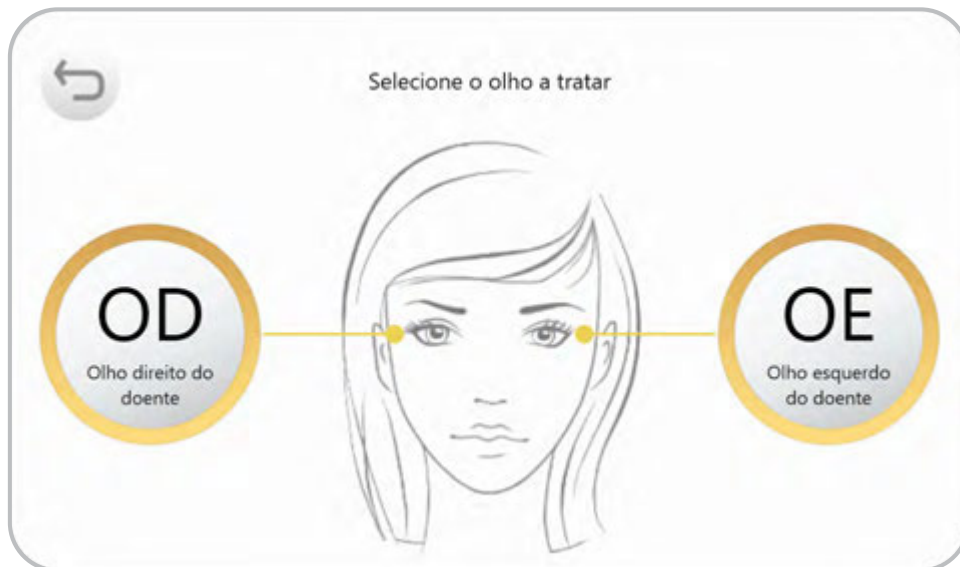 Selecione o olho a tratar
OD
Olho direito do
doente
OE
Olho esquerdo
do doente